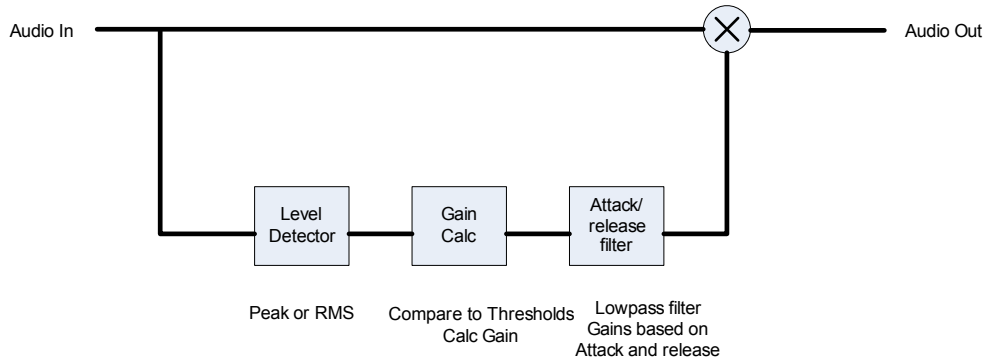 Audio In
Audio Out
Level
Detector
Gain
Calc
Attack/
release
filter
Peak or RMS
Compare to Thresholds
Calc Gain
Lowpass filter
Gains based on
Attack and release